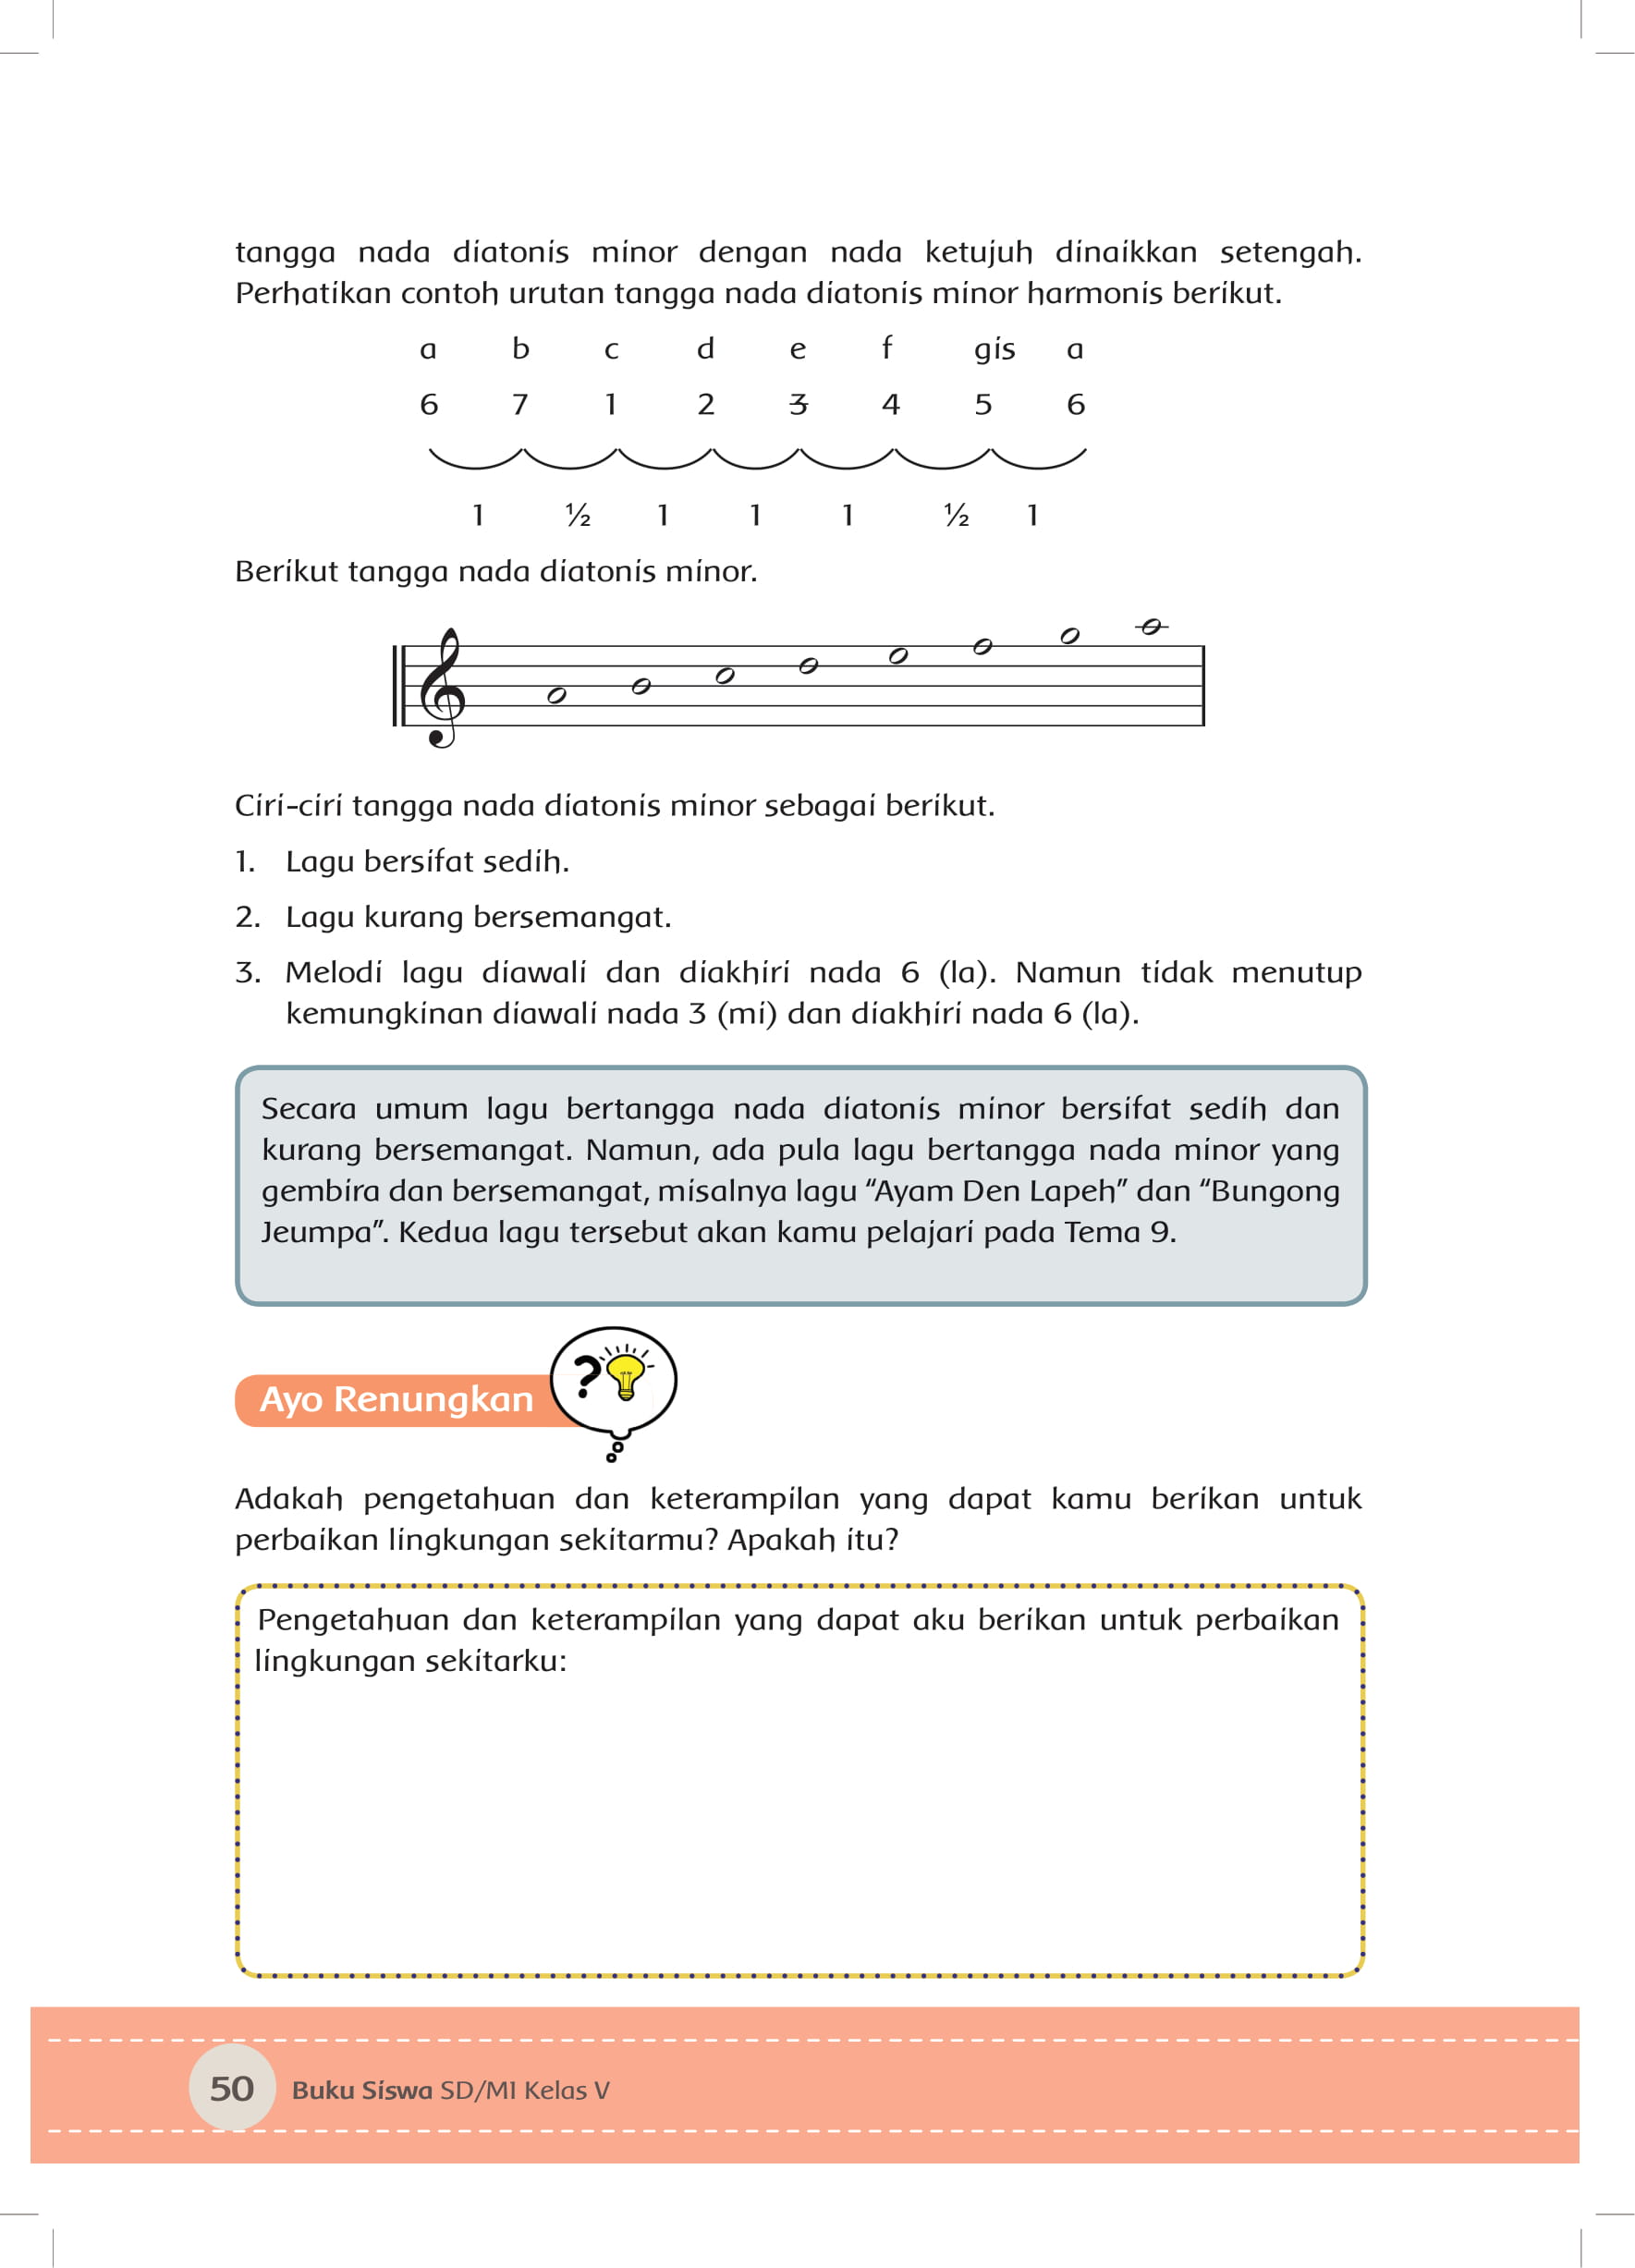 tangga nada diatonis minor dengan nada ketujuh dinaikkan setengah.
Perhatikan contoh urutan tangga nada diatonis minor harmonis berikut.
a b c d e f gis a
6 7 1 2 3 4 5 6
1 ½ 1 1 1 ½ 1
Berikut tangga nada diatonis minor.
Ciri-ciri tangga nada diatonis minor sebagai berikut.
1. Lagu bersifat sedih.
2. Lagu kurang bersemangat.
3. Melodi lagu diawali dan diakhiri nada 6 (la). Namun tidak menutup
kemungkinan diawali nada 3 (mi) dan diakhiri nada 6 (la).
Secara umum lagu bertangga nada diatonis minor bersifat sedih dan
kurang bersemangat. Namun, ada pula lagu bertangga nada minor yang
gembira dan bersemangat, misalnya lagu “Ayam Den Lapeh” dan “Bungong
Jeumpa”. Kedua lagu tersebut akan kamu pelajari pada Tema 9.
Ayo Renungkan
?
Adakah pengetahuan dan keterampilan yang dapat kamu berikan untuk
perbaikan lingkungan sekitarmu? Apakah itu?
Pengetahuan dan keterampilan yang dapat aku berikan untuk perbaikan
lingkungan sekitarku:
50 Buku Siswa SD/MI Kelas V